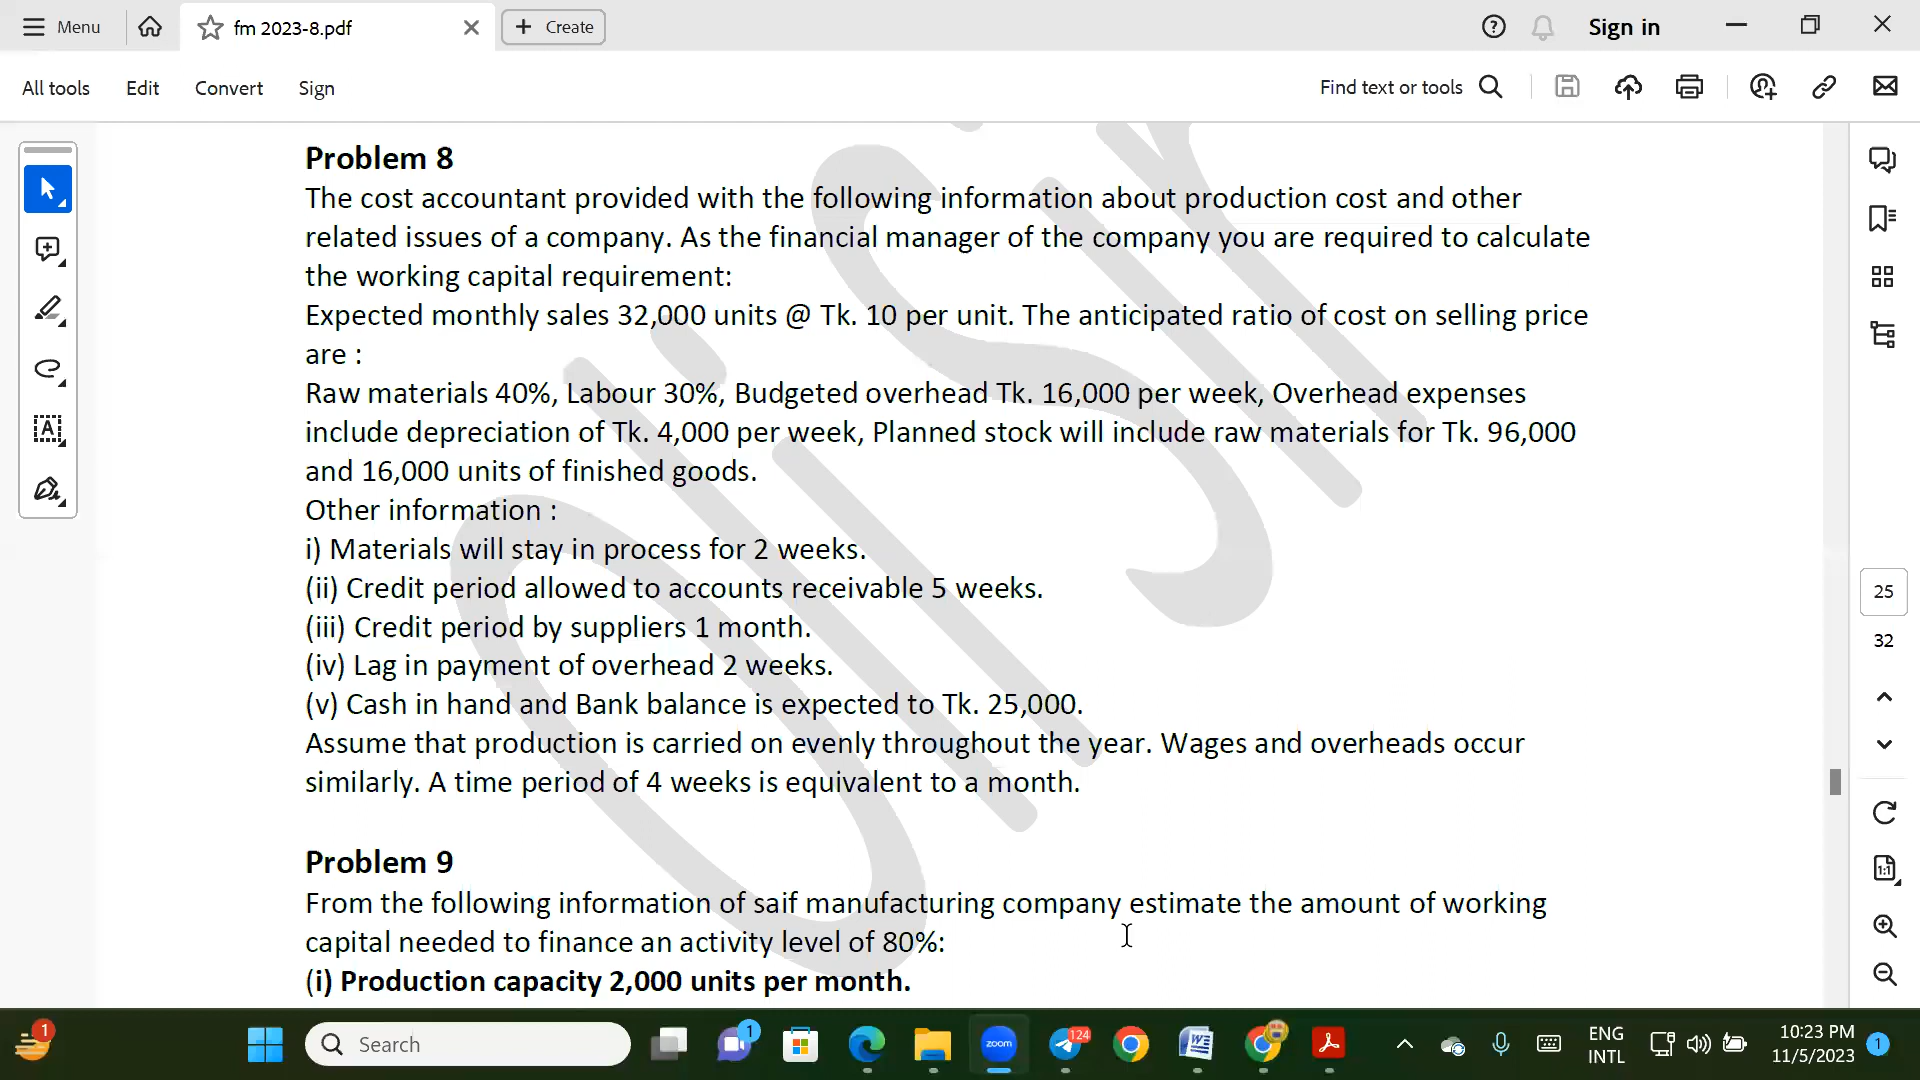 Menu
fm 2023-8.pdf
Create
Sign in
All tools
Edit
Convert
Sign
Find text or tools
Problem 8
The cost accountant provided with the following information about production cost and other
related issues of a company. As the financial manager of the company you are required to calculate
the working capital requirement:
Expected monthly sales 32,000 units @ Tk. 10 per unit. The anticipated ratio of cost on selling price
are :
Raw materials 40%, Labour 30%, Budgeted overhead Tk. 16,000 per week, Overhead expenses
include depreciation of Tk. 4,000 per week, Planned stock will include raw materials for Tk. 96,000
and 16,000 units of finished goods.
Other information :
i) Materials will stay in process for 2 weeks.
(ii) Credit period allowed to accounts receivable 5 weeks.
(iii) Credit period by suppliers 1 month.
(iv) Lag in payment of overhead 2 weeks.
(v) Cash in hand and Bank balance is expected to Tk. 25,000.
Assume that production is carried on evenly throughout the year. Wages and overheads occur
similarly. A time period of 4 weeks is equivalent to a month.
Problem 9
From the following information of saif manufacturing company estimate the amount of working
capital needed to finance an activity level of 80%:
(i) Production capacity 2,000 units per month.
25
32
1:1
1
Search
1
zoom
124
ENG
INTL
10:23 PM
11/5/2023
1